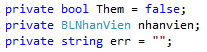 private bool Them = false;
private BLNhanVien nhanvien;
private string err = "";